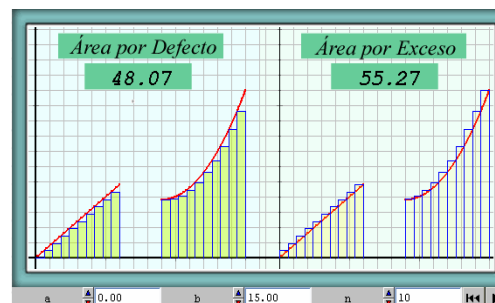 Área por Defecto
48.07
Área por Exceso
55.27
a 0.00 b 15.00 n 10